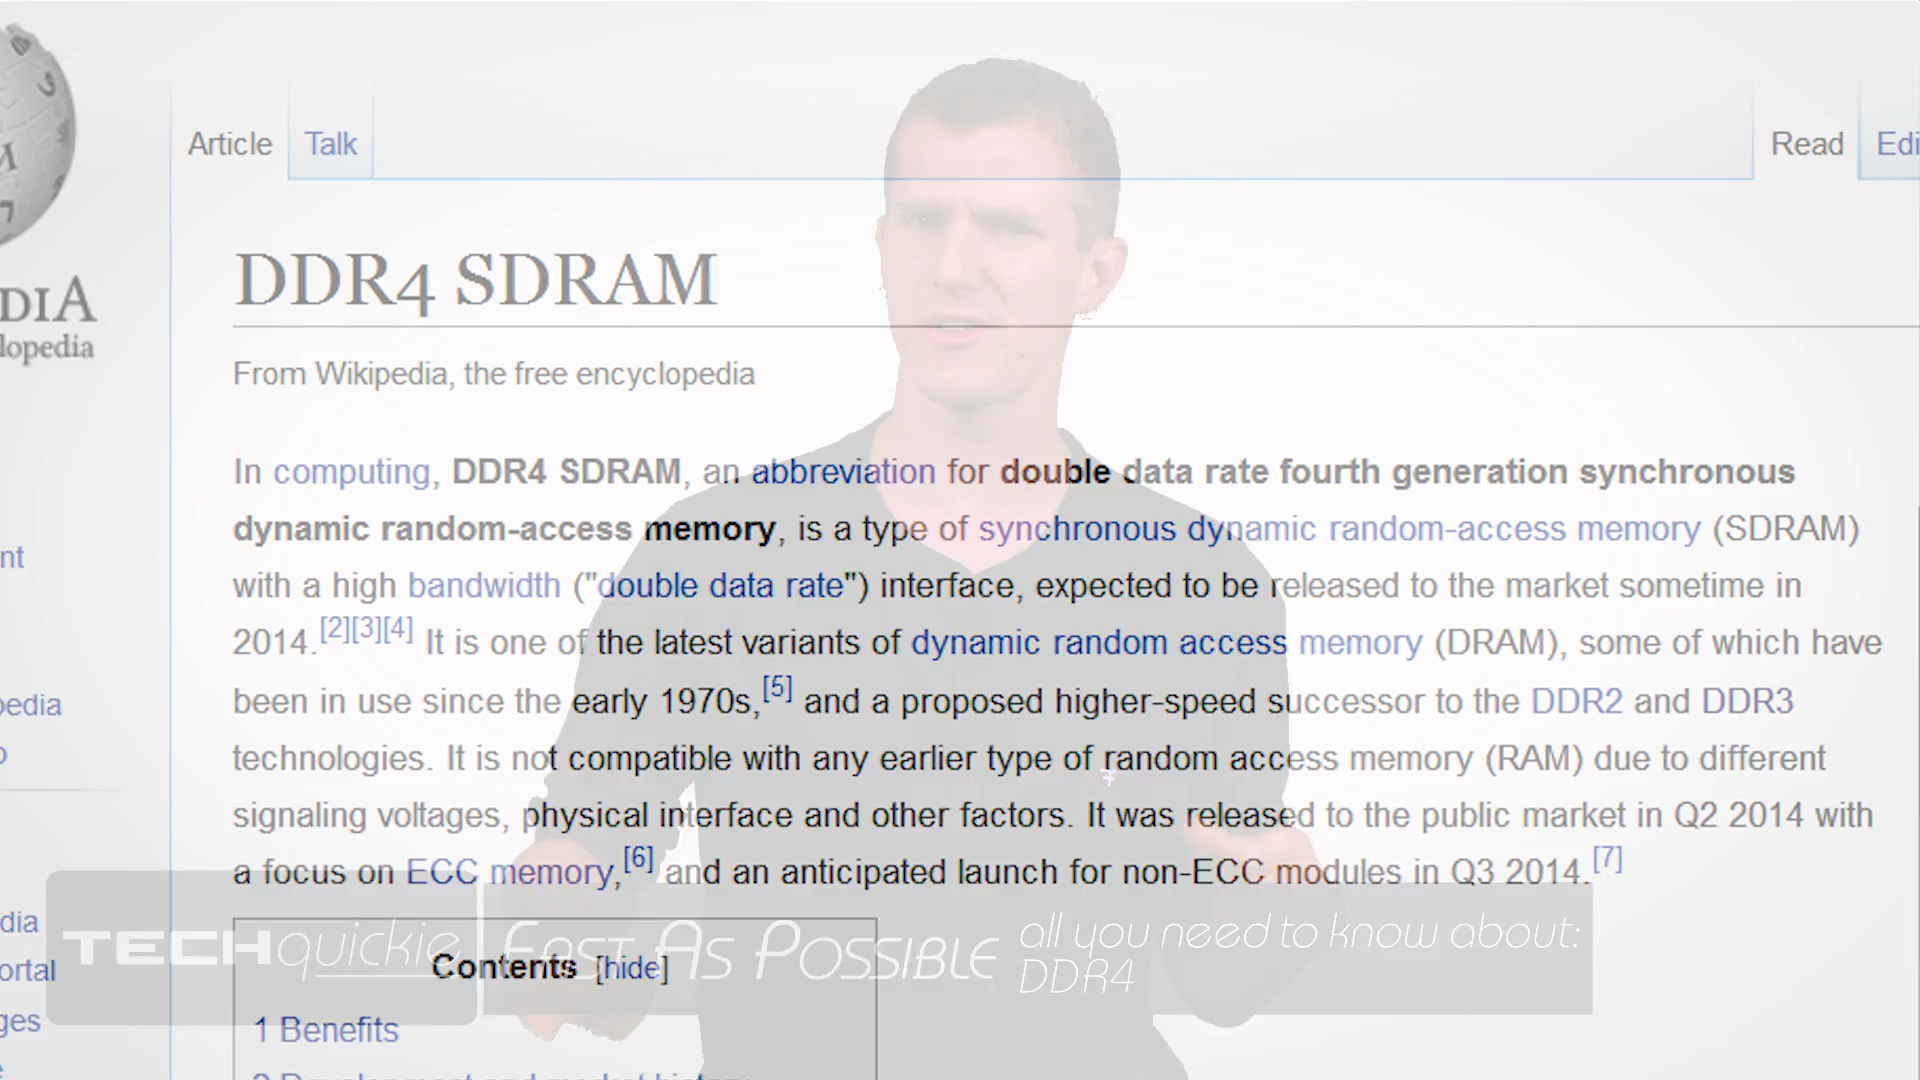 Article
Talk
Read
Edi
DDR4 SDRAM
DIA
lopedia
From Wikipedia, the free encyclopedia
In computing, DDR4 SDRAM, an abbreviation for double data rate fourth generation synchronous
dynamic random-access memory, is a type of synchronous dynamic random-access memory (SDRAM)
nt
with a high bandwidth ("double data rate") interface, expected to be released to the market sometime in
2014.[2][3][4] It is one of the latest variants of dynamic random access memory (DRAM), some of which have
been in use since the early 1970s,[5] and a proposed higher-speed successor to the DDR2 and DDR3
pedia
technologies. It is not compatible with any earlier type of random access memory (RAM) due to different
signaling voltages, physical interface and other factors. It was released to the public market in Q2 2014 with
a focus on ECC memory,[6] and an anticipated launch for non-ECC modules in Q3 2014.[7]
dia
ortal
ges
TECHquickie
Fast As Possible
all you need to know about:
DDR4
Contents [hide]
1 Benefits
2 Development and market history